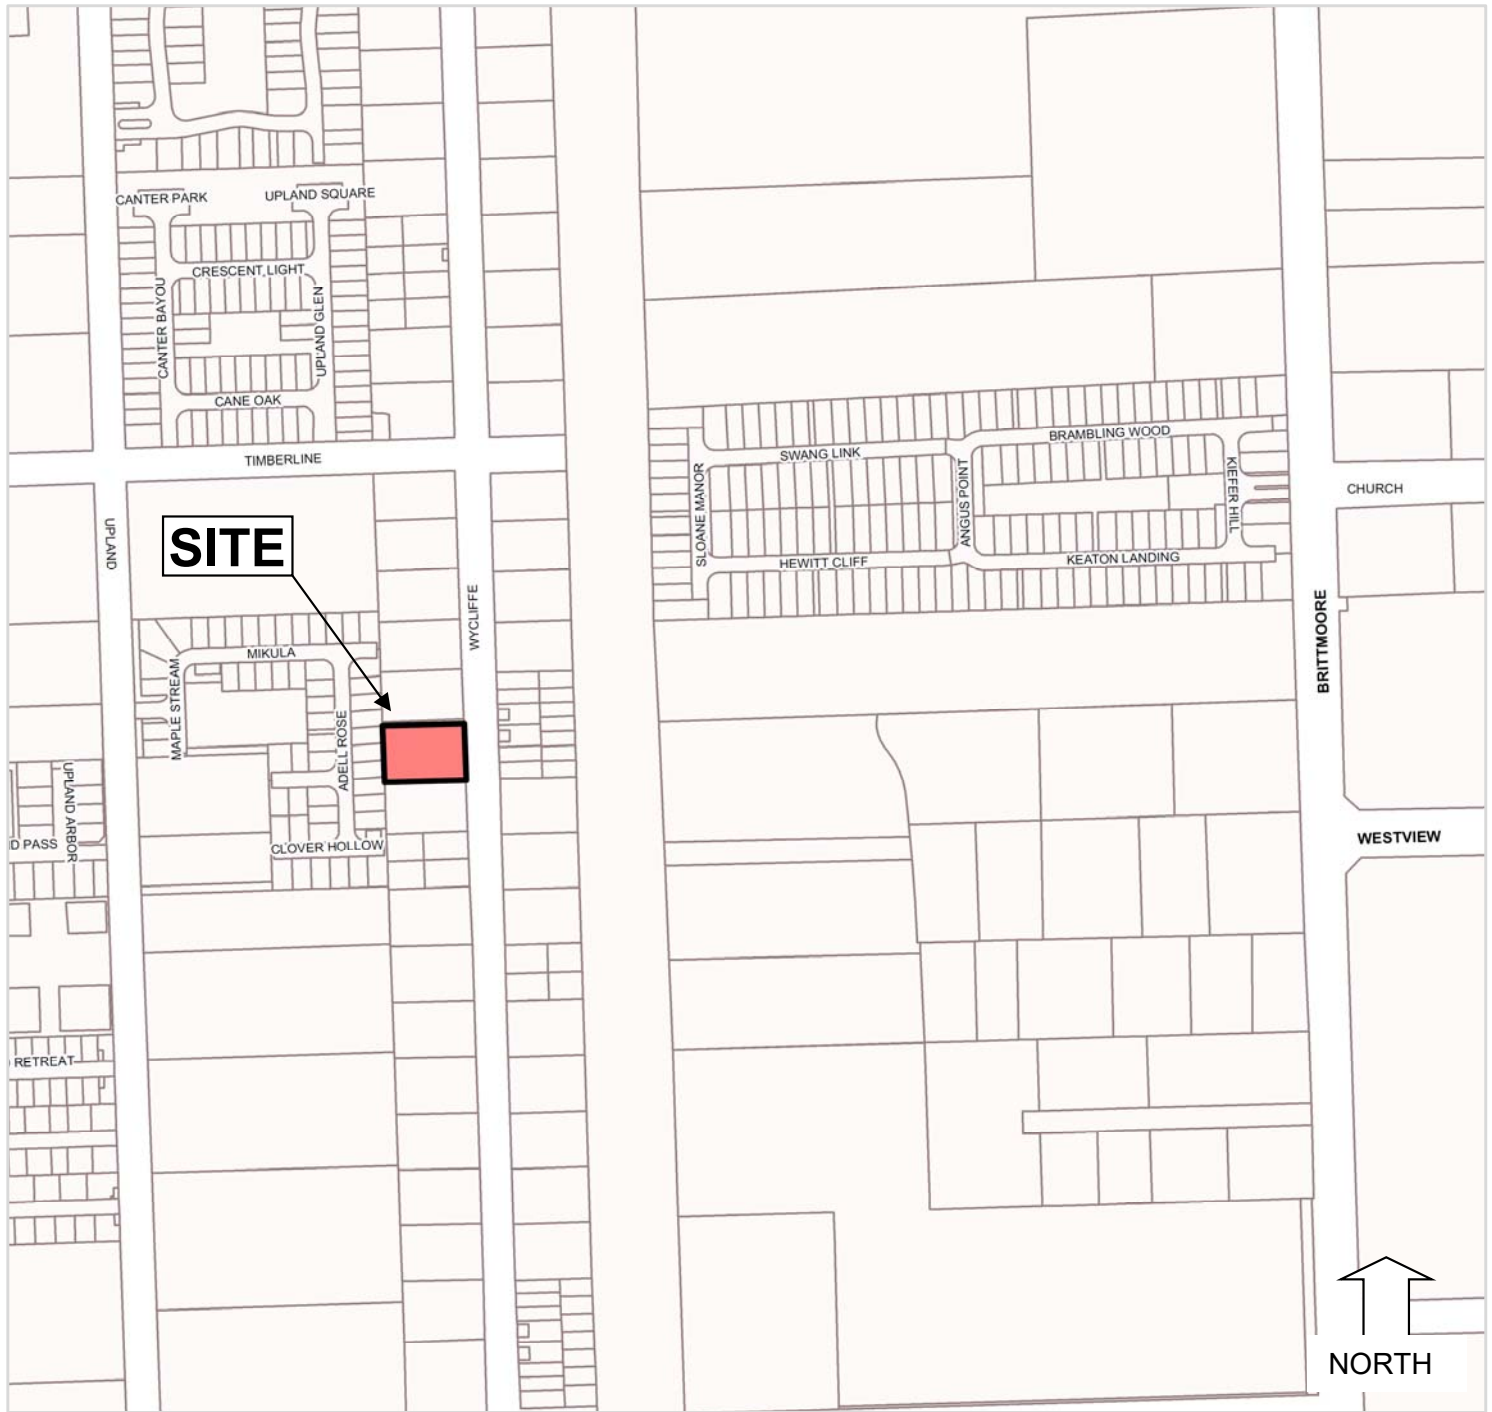 CANTER PARK
UPLAND SQUARE
CRESCENT LIGHT
CANTER BAYOU
UPLAND GLEN
CANE OAK
TIMBERLINE
SWANG LINK
BRAMBLING WOOD
SLOANE MANOR
ANGUS POINT
KIEFER HILL
CHURCH
HEWITT CLIFF
KEATON LANDING
UPLAND
SITE
WYCLIFFE
BRITTMOORE
MIKULA
MAPLE STREAM
ADELL ROSE
UPLAND ARBOR
D PASS
CLOVER HOLLOW
WESTVIEW
RETREAT
NORTH